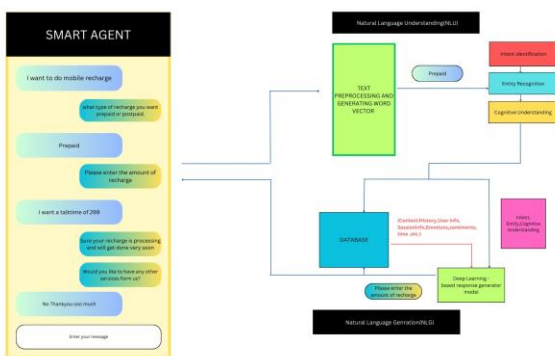 SMART AGENT
I want to do mobile recharge
what type of recharge you want
prepaid or postpaid.
Prepaid
Please enter the amount of
recharge
I want a talktime of 299
Sure your recharge is processing
and will get done very soon
Would you like to have any other
services form us?
No Thankyou soo much
Enter your message
Natural Language Understanding(NLU)
TEXT
PREPROCESSING AND
GENERATING WORD
VECTOR
Prepaid
Intent Identification
Entity Recognition
Cognitive Understanding
DATABASE
(Context History,User Info,
Session Info,Emotions,sentiments,
time .etc.)
Intent,
Entity,Cognitive
Understanding
Please enter the
amount of recharge
Deep Learning -
based response generator
model
Natural Language Genration(NLG)